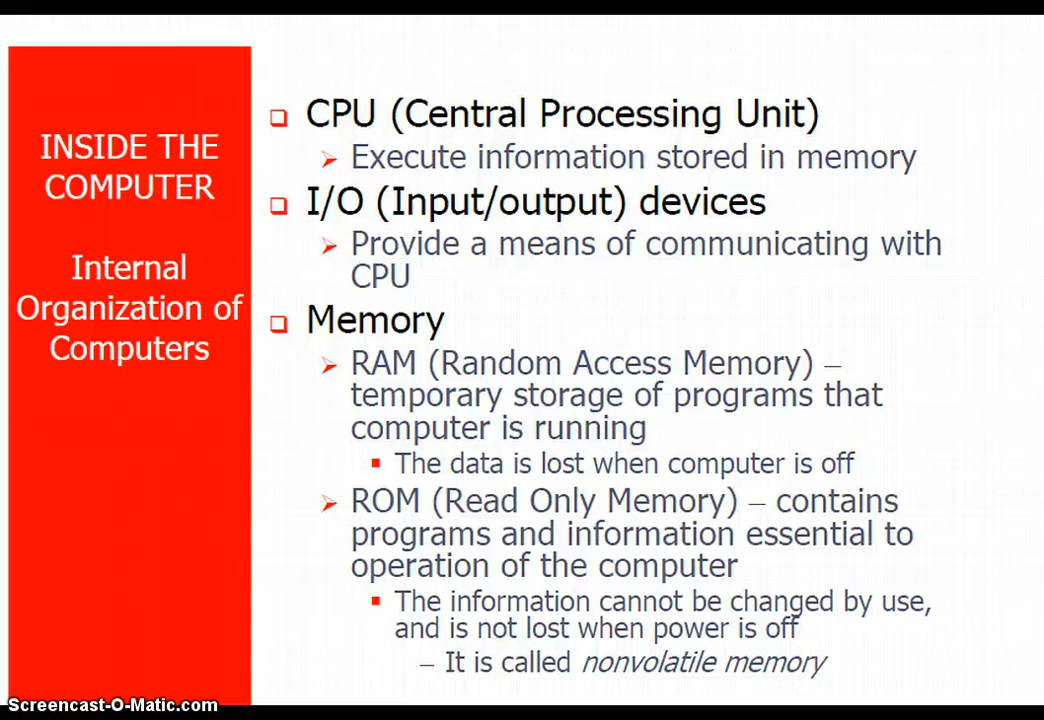 INSIDE THE
COMPUTER
Internal
Organization of
Computers
CPU (Central Processing Unit)
Execute information stored in memory
I/O (Input/output) devices
Provide a means of communicating with
CPU
Memory
RAM (Random Access Memory) –
temporary storage of programs that
computer is running
The data is lost when computer is off
ROM (Read Only Memory) – contains
programs and information essential to
operation of the computer
The information cannot be changed by use,
and is not lost when power is off
– It is called nonvolatile memory
Screencast-O-Matic.com